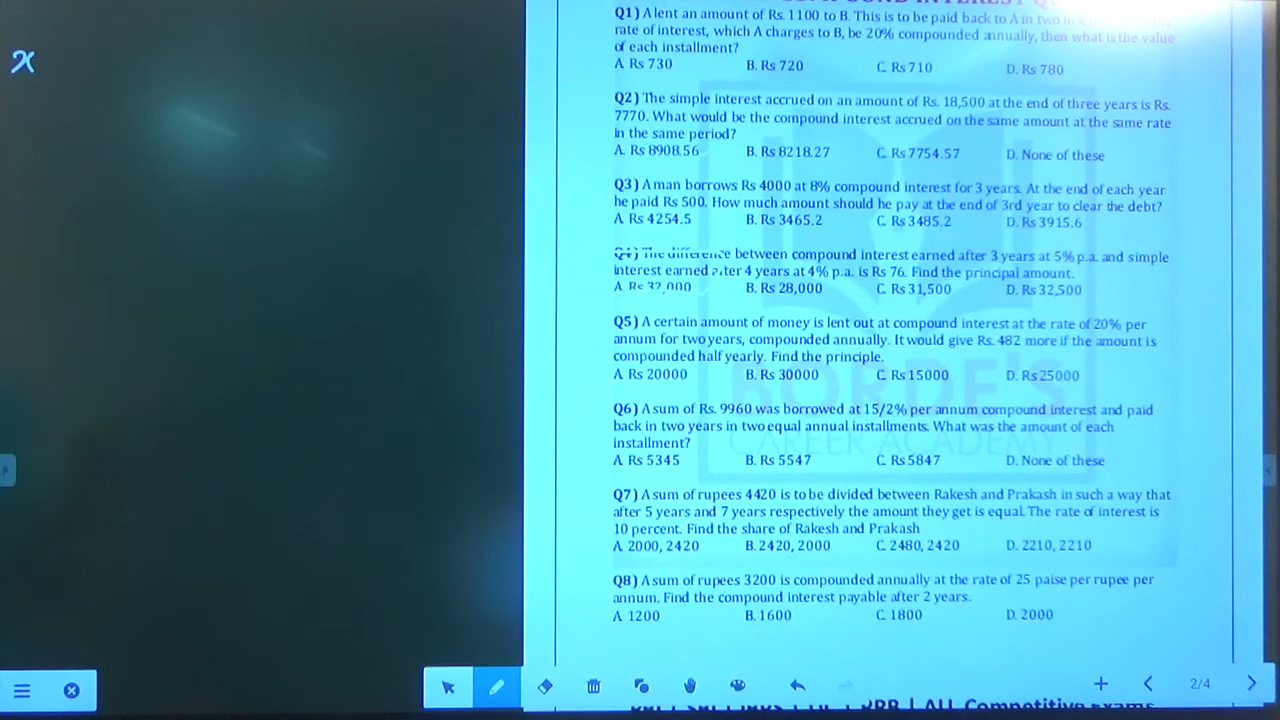 x
Q1) A lent an amount of Rs. 1100 to B. This is to be paid back to A in two
rate of interest, which A charges to B, be 20% compounded annually, then what is the value
of each installment?
A. Rs 730 B. Rs 720 C. Rs 710 D. Rs 780
Q2) The simple interest accrued on an amount of Rs. 18,500 at the end of three years is Rs.
7770. What would be the compound interest accrued on the same amount at the same rate
in the same period?
A. Rs 8908.56 B. Rs 8218.27 C. Rs 7754.57 D. None of these
Q3) A man borrows Rs 4000 at 8% compound interest for 3 years. At the end of each year
he paid Rs 500. How much amount should he pay at the end of 3rd year to clear the debt?
A. Rs 4254.5 B. Rs 3465.2 C. Rs 3485.2 D. Rs 3915.6
Q4) The difference between compound interest earned after 3 years at 5% p.a. and simple
interest earned after 4 years at 4% p.a. is Rs 76. Find the principal amount.
A. Rs 32,000 B. Rs 28,000 C. Rs 31,500 D. Rs 32,500
Q5) A certain amount of money is lent out at compound interest at the rate of 20% per
annum for two years, compounded annually. It would give Rs. 482 more if the amount is
compounded half yearly. Find the principle.
A. Rs 20000 B. Rs 30000 C. Rs 15000 D. Rs 25000
Q6) A sum of Rs. 9960 was borrowed at 15/2% per annum compound interest and paid
back in two years in two equal annual installments. What was the amount of each
installment?
A. Rs 5345 B. Rs 5547 C. Rs 5847 D. None of these
CAREER ACADEMY
Q7) A sum of rupees 4420 is to be divided between Rakesh and Prakash in such a way that
after 5 years and 7 years respectively the amount they get is equal. The rate of interest is
10 percent. Find the share of Rakesh and Prakash
A. 2000, 2420 B. 2420, 2000 C. 2480, 2420 D. 2210, 2210
Q8) A sum of rupees 3200 is compounded annually at the rate of 25 paise per rupee per
annum. Find the compound interest payable after 2 years.
A. 1200 B. 1600 C. 1800 D. 2000
2/4
ALL Competitive exams